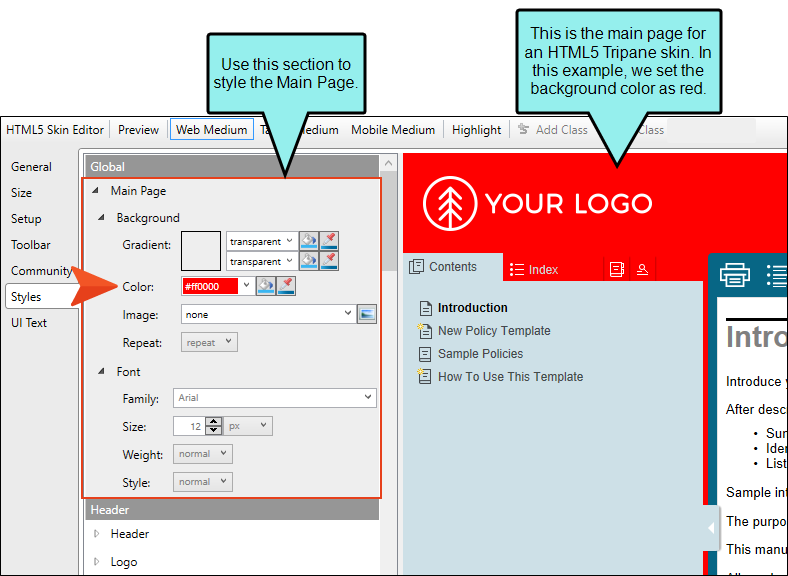 Use this section to
style the Main Page.
This is the main page for
an HTML5 Tripane skin. In
this example, we set the
background color as red.
HTML5 Skin Editor Preview Web Medium Medium Mobile Medium Highlight Add Class Class
General
Size
Setup
Toolbar
Community
Styles
UI Text
Global
Main Page
Background
Gradient: transparent
transparent
Color: #ff0000
Image: none
Repeat: repeat
Font
Family: Arial
Size: 12 px
Weight: normal
Style: normal
Header
Header
Logo
YOUR LOGO
Contents Index
Introduction
New Policy Template
Sample Policies
How To Use This Template
Intro
Introduce
After desc
• Sur
• Ider
• List
Sample int
The purpo
This manu